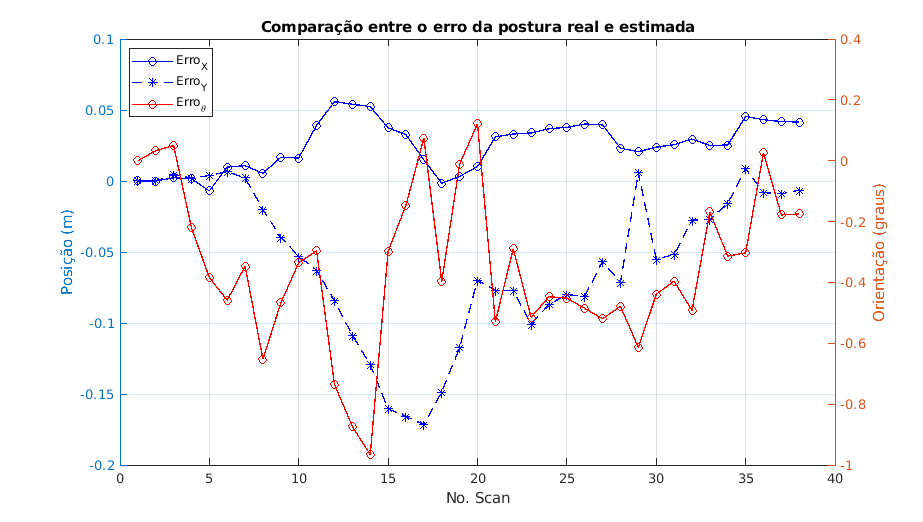 Comparação entre o erro da postura real e estimada
Erro_X
Erro_Y
Erro_θ
Posição (m)
0.1
0.05
0
-0.05
-0.1
-0.15
-0.2
0.4
0.2
0
-0.2
-0.4
-0.6
-0.8
-1
Orientação (graus)
0 5 10 15 20 25 30 35 40
No. Scan